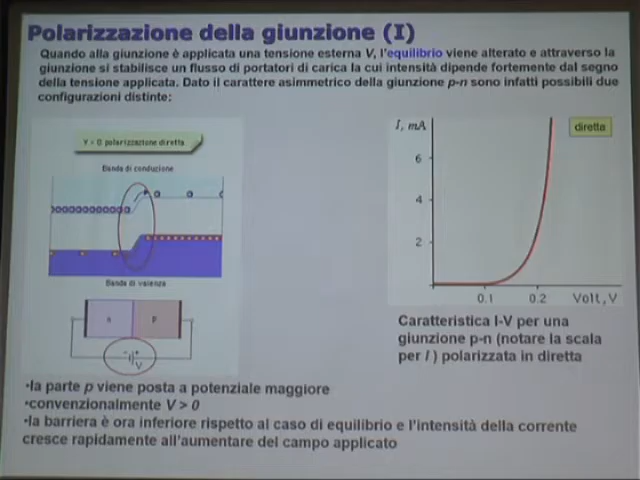 Polarizzazione della giunzione (I)
Quando alla giunzione è applicata una tensione esterna V, l'equilibrio viene alterato e attraverso la
giunzione si stabilisce un flusso di portatori di carica la cui intensità dipende fortemente dal segno
della tensione applicata. Dato il carattere asimmetrico della giunzione p-n sono infatti possibili due
configurazioni distinte:
polarizzazione diretta
Banda di conduzione
Banda di valenza
n
p
- +
V
I, mA
6
4
2
0.1
0.2
Volt, V
diretta
Caratteristica I-V per una
giunzione p-n (notare la scala
per I ) polarizzata in diretta
•la parte p viene posta a potenziale maggiore
•convenzionalmente V > 0
•la barriera è ora inferiore rispetto al caso di equilibrio e l'intensità della corrente
cresce rapidamente all'aumentare del campo applicato